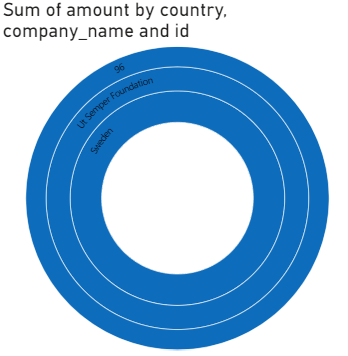 Sum of amount by country,
company_name and id
96
Ut Semper Foundation
Sweden